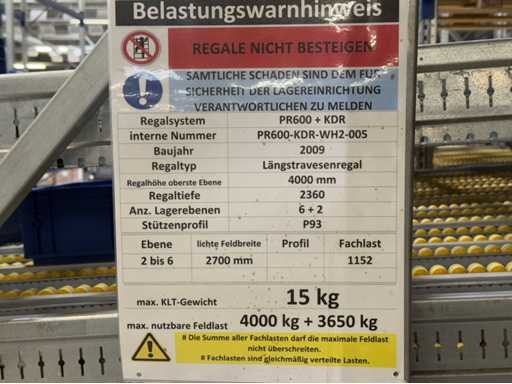 Belastungswarnhinweis
REGALE NICHT BESTEIGEN
SÄMTLICHE SCHÄDEN SIND DEM FÜR
SICHERHEIT DER LAGEREINRICHTUNG
VERANTWORTLICHEN ZU MELDEN
Regalsystem PR600 + KDR
interne Nummer PR600-KDR-WH2-005
Baujahr 2009
Regaltyp Längstravesenregal
Regalhöhe oberste Ebene 4000 mm
Regaltiefe 2360
Anz. Lagerebenen 6 + 2
Stützenprofil P93
Ebene lichte Feldbreite Profil Fachlast
2 bis 6 2700 mm 1152
max. KLT-Gewicht 15 kg
max. nutzbare Feldlast 4000 kg + 3650 kg
# Die Summe aller Fachlasten darf die maximale Feldlast
nicht überschreiten.
# Fachlasten sind gleichmäßig verteilte Lasten.